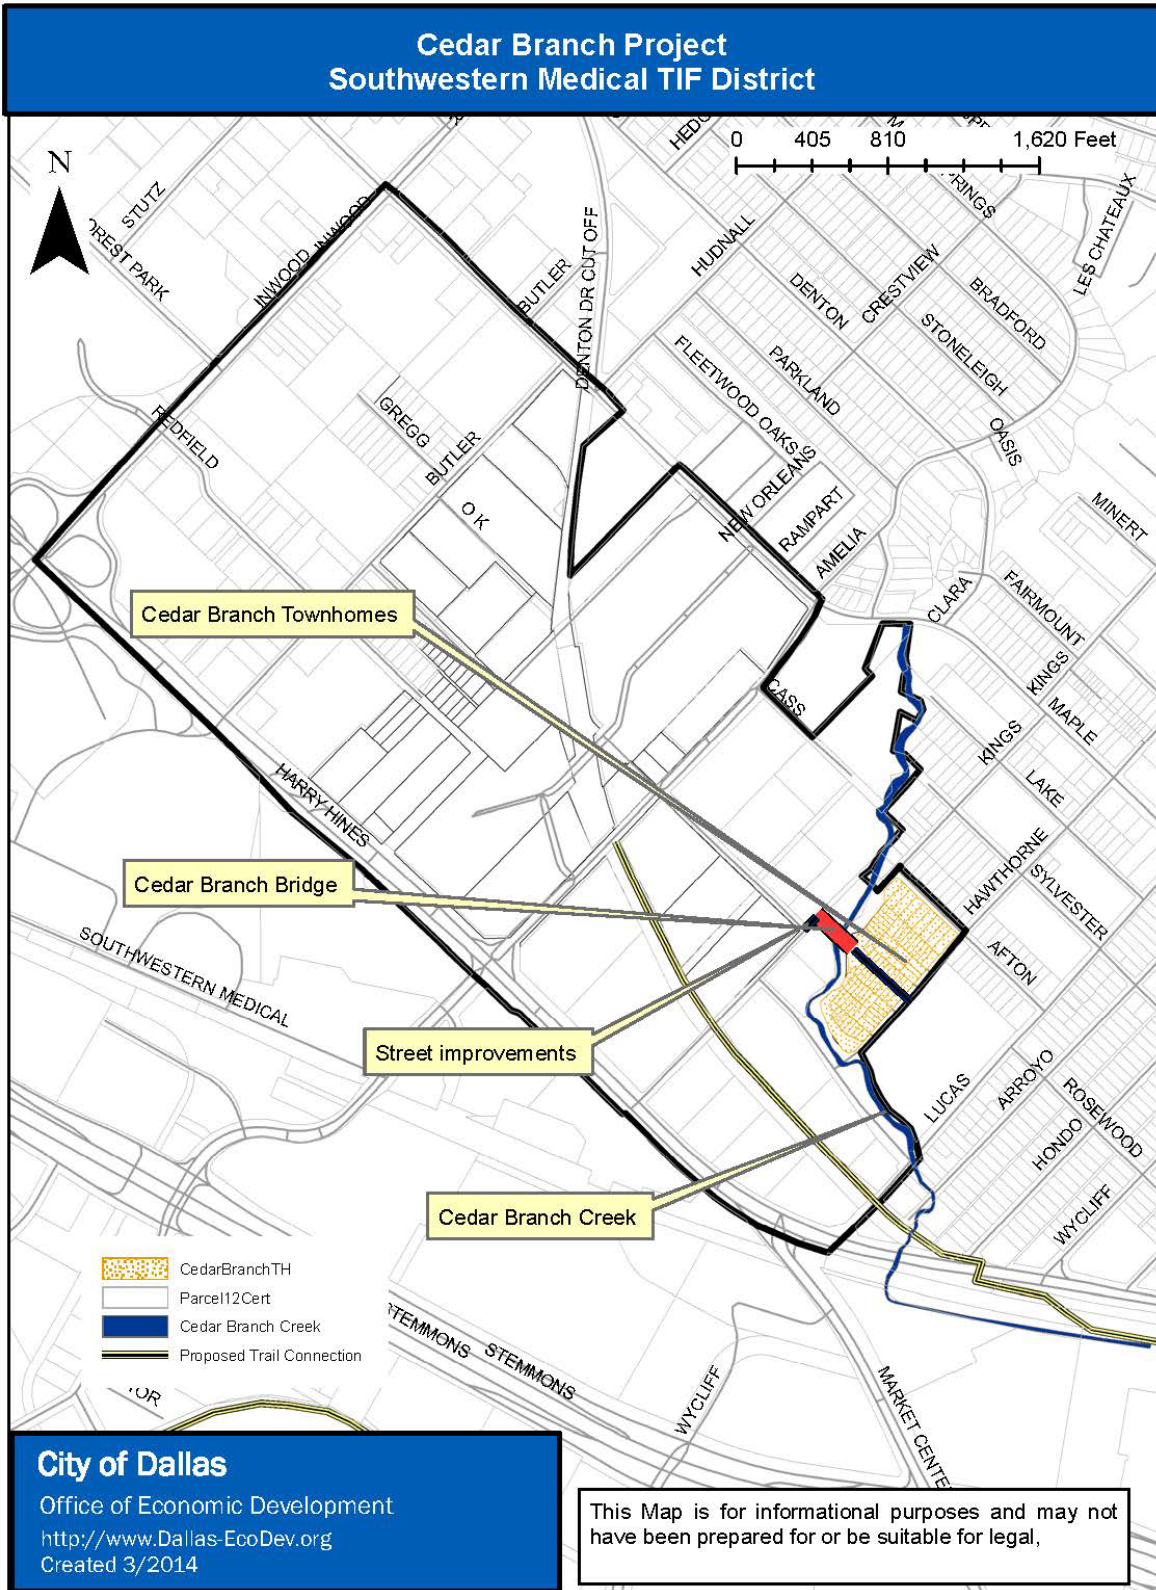 Cedar Branch Project
Southwestern Medical TIF District
0 405 810 1,620 Feet
N
STUTZ
INWOOD
INWOOD
BUTLER
DENTON DR CUT OFF
HUDNALL
DENTON
CRESTVIEW
BRADFORD
LES CHATEAUX
STONELEIGH
PARKLAND
FLEETWOOD OAKS
OASIS
REDFIELD
GREGG
BUTLER
OK
NEW ORLEANS
RAMPART
AMELIA
MINERT
CLARA
FAIRMOUNT
KINGS
MAPLE
Cedar Branch Townhomes
CASS
KINGS
LAKE
HARRY HINES
HAWTHORNE
SYLVESTER
Cedar Branch Bridge
AFTON
SOUTHWESTERN MEDICAL
Street improvements
LUCAS
ARROYO
ROSEWOOD
HONDO
WYCLIFF
Cedar Branch Creek
CedarBranchTH
Parcel12Cert
Cedar Branch Creek
Proposed Trail Connection
STEMMONS
WYCLIFF
City of Dallas
Office of Economic Development
http://www.Dallas-EcoDev.org
Created 3/2014
This Map is for informational purposes and may not
have been prepared for or be suitable for legal,